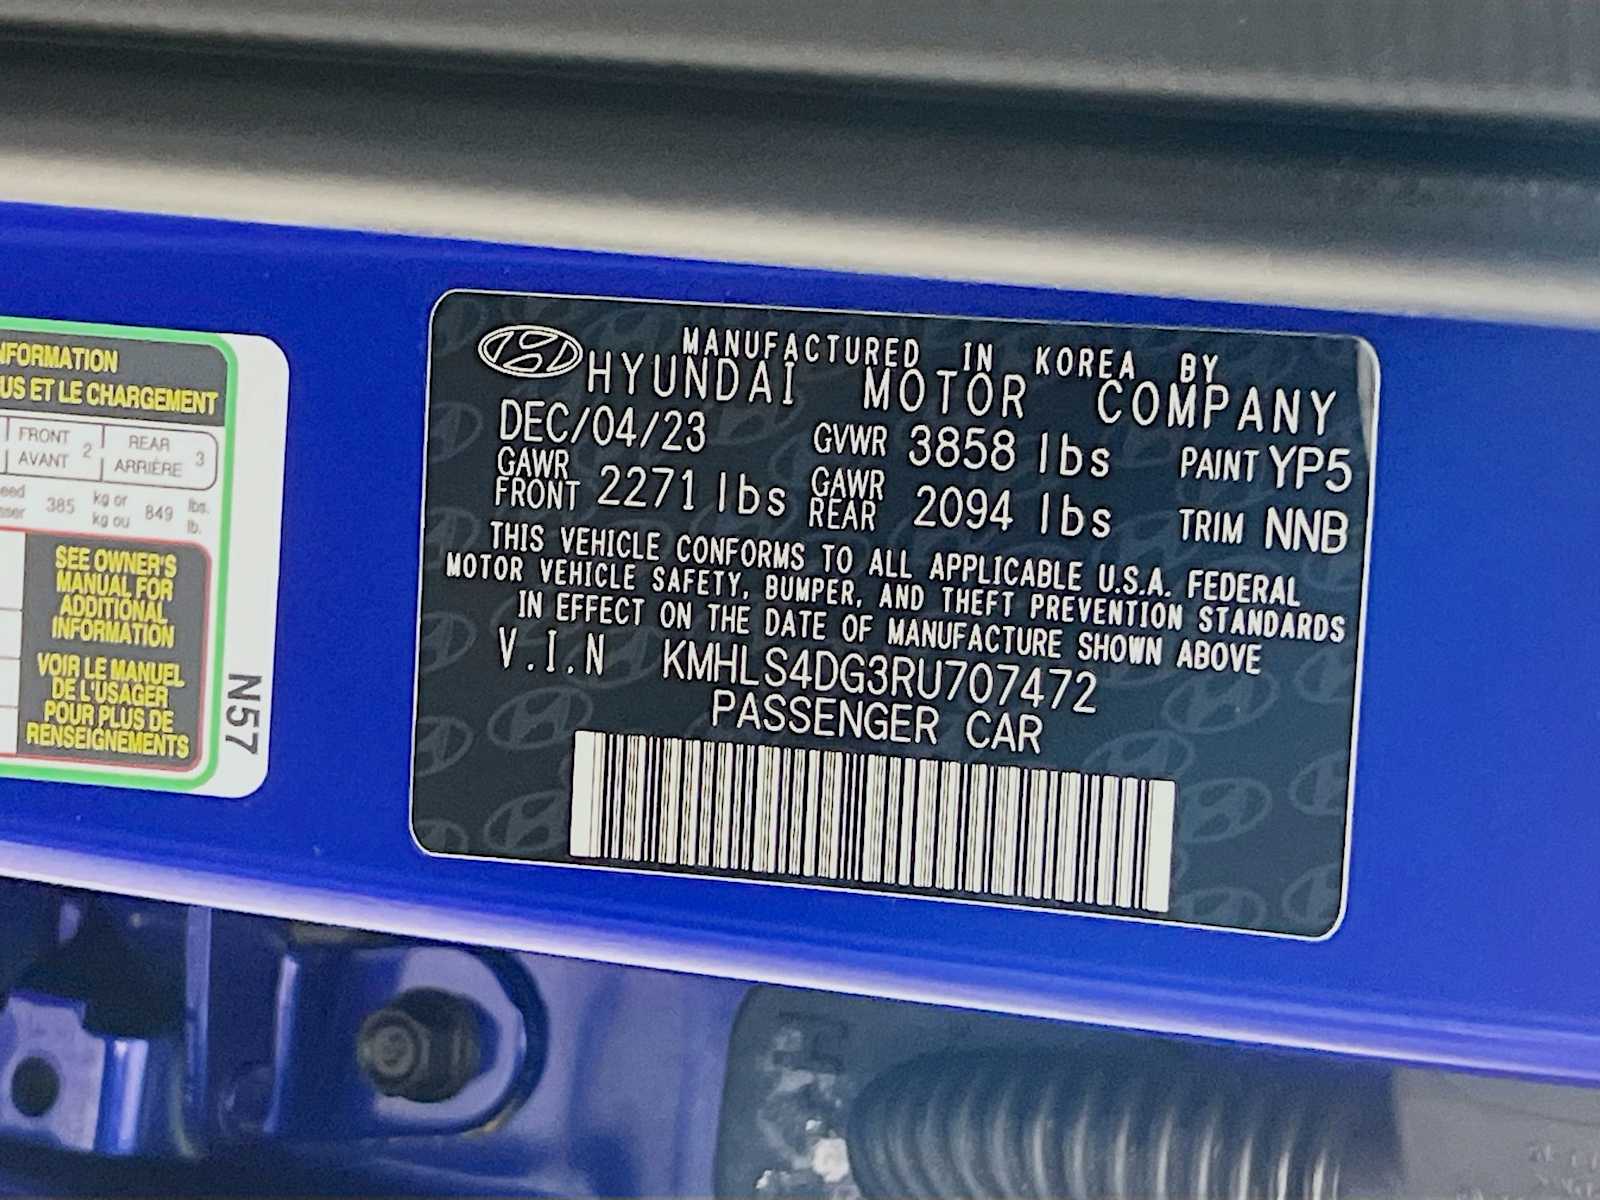 NFORMATION
US ET LE CHARGEMENT
FRONT 2 REAR 3
AVANT ARRIÈRE
385 kg or 849 lbs.
kg ou lb.
SEE OWNER'S
MANUAL FOR
ADDITIONAL
INFORMATION
VOIR LE MANUEL
DE L'USAGER
POUR PLUS DE
RENSEIGNEMENTS
N57
MANUFACTURED IN KOREA BY
HYUNDAI MOTOR COMPANY
DEC/04/23 GVWR 3858 lbs PAINT YP5
GAWR FRONT 2271 lbs GAWR REAR 2094 lbs TRIM NNB
THIS VEHICLE CONFORMS TO ALL APPLICABLE U.S.A. FEDERAL
MOTOR VEHICLE SAFETY, BUMPER, AND THEFT PREVENTION STANDARDS
IN EFFECT ON THE DATE OF MANUFACTURE SHOWN ABOVE
V.I.N KMHLS4DG3RU707472
PASSENGER CAR